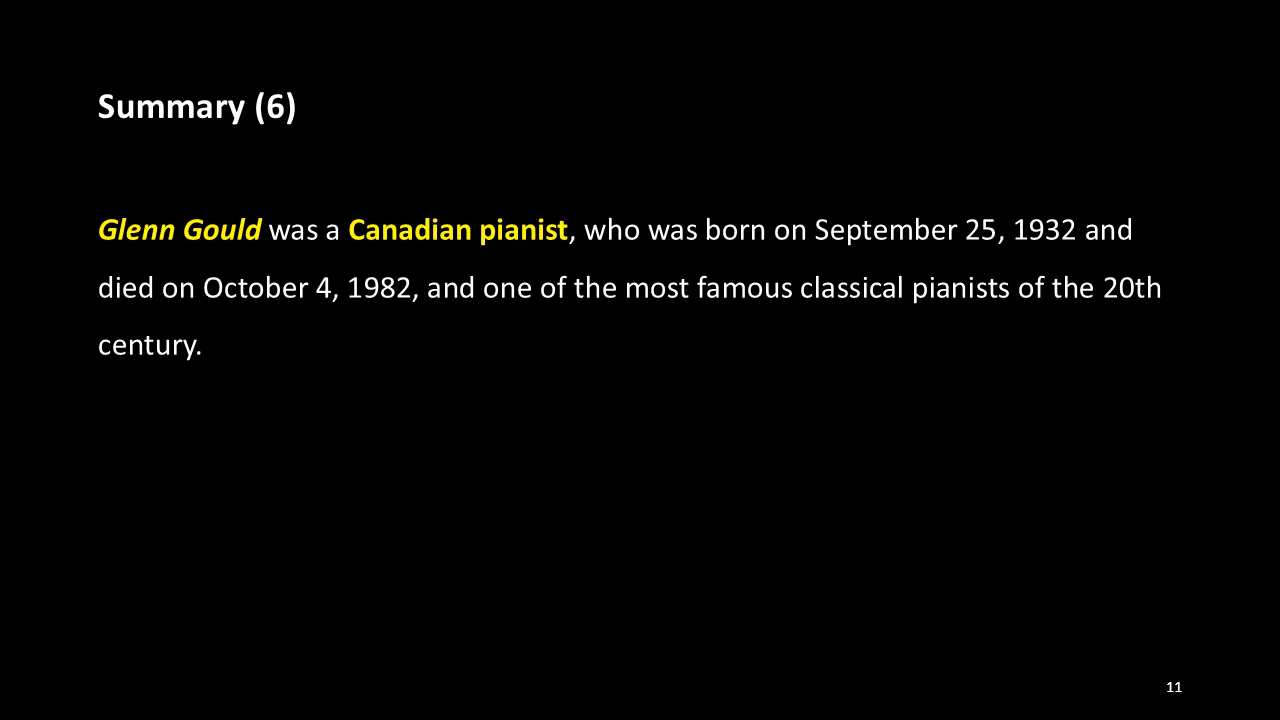 Summary (6)
Glenn Gould was a Canadian pianist, who was born on September 25, 1932 and
died on October 4, 1982, and one of the most famous classical pianists of the 20th
century.
11